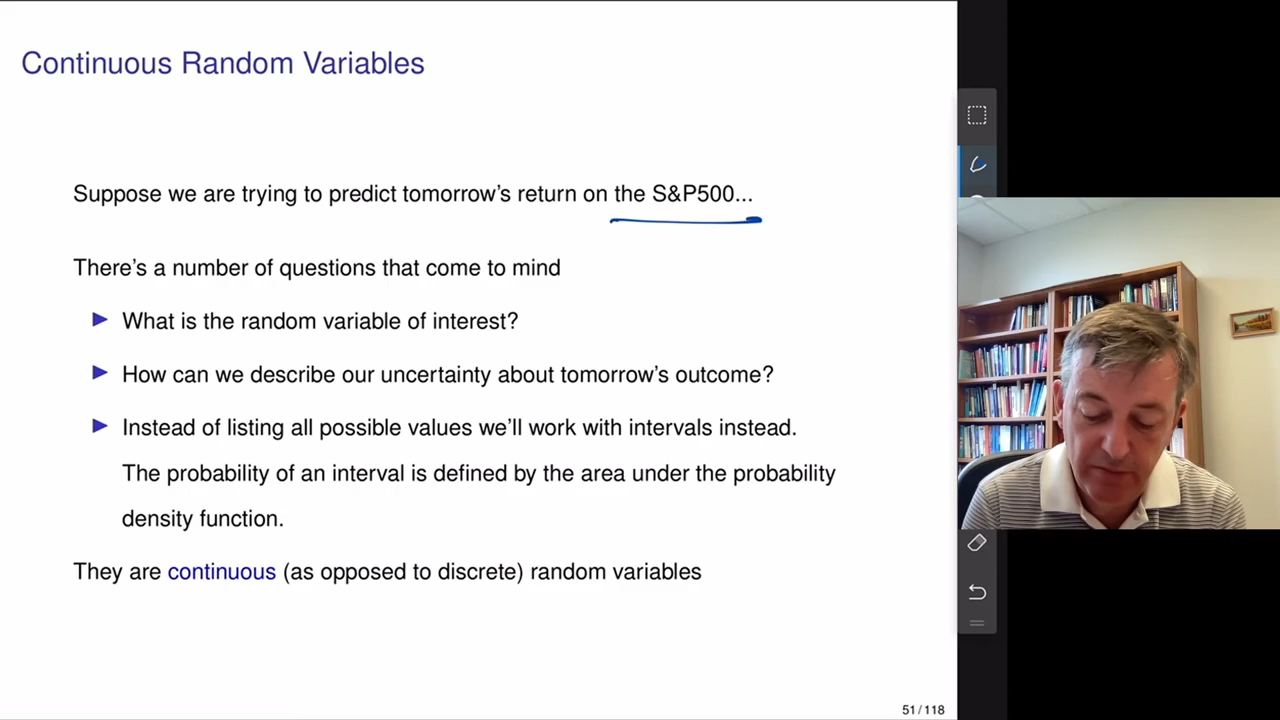 Continuous Random Variables
Suppose we are trying to predict tomorrow's return on the S&P500...
There's a number of questions that come to mind
What is the random variable of interest?
How can we describe our uncertainty about tomorrow's outcome?
Instead of listing all possible values we'll work with intervals instead.
The probability of an interval is defined by the area under the probability
density function.
They are continuous (as opposed to discrete) random variables
51 / 118